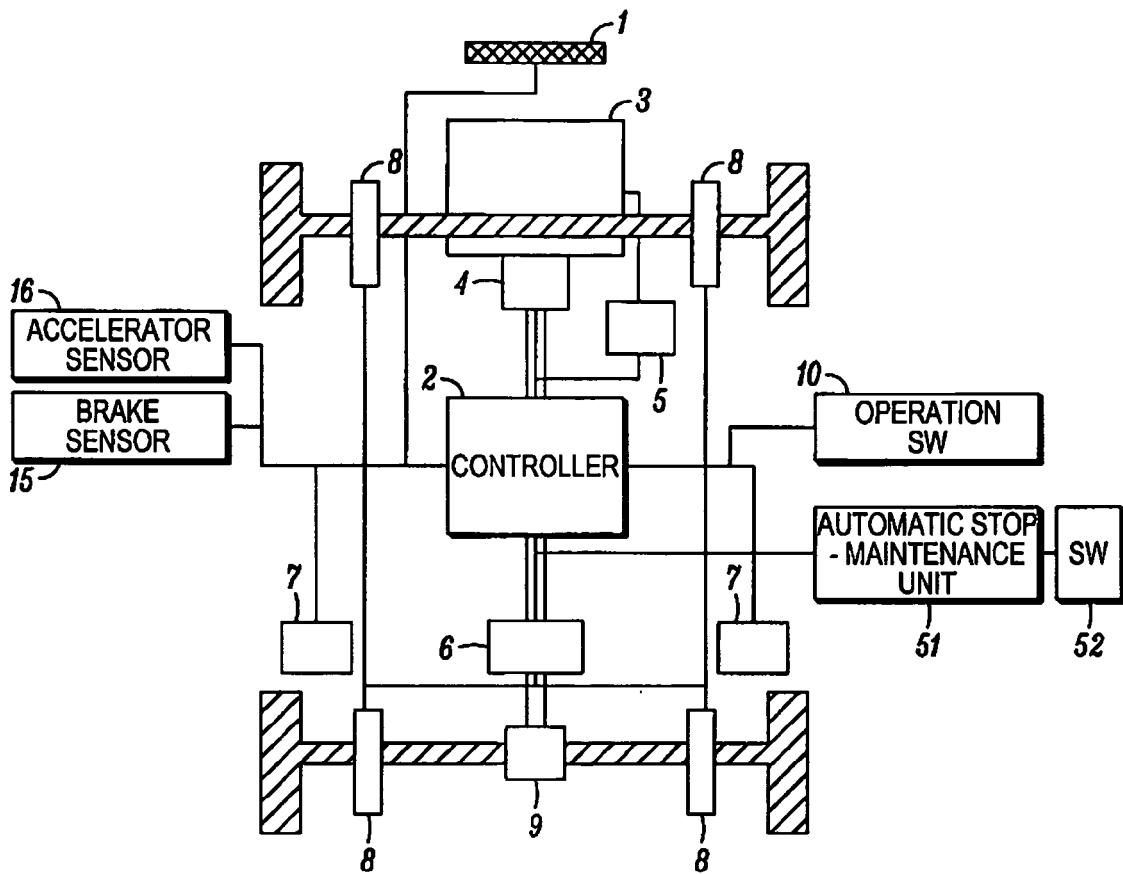 1
3
8
8
4
16
ACCELERATOR
SENSOR
5
2
10
BRAKE
SENSOR
OPERATION
SW
15
CONTROLLER
AUTOMATIC STOP
- MAINTENANCE
UNIT
SW
7
7
6
51
52
9
8
8